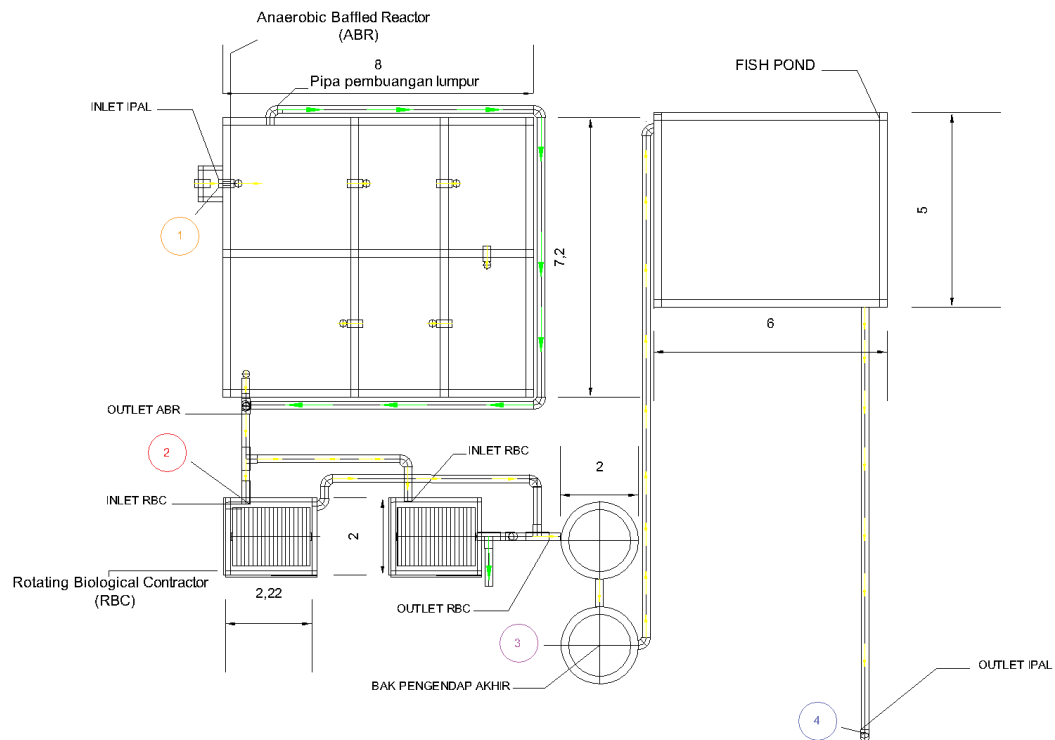 Anaerobic Baffled Reactor
(ABR)
8
Pipa pembuangan lumpur
FISH POND
INLET IPAL
1
7,2
5
6
OUTLET ABR
2
INLET RBC
2
INLET RBC
2
Rotating Biological Contractor
(RBC)
2,22
OUTLET RBC
3
BAK PENGENDAP AKHIR
OUTLET IPAL
4